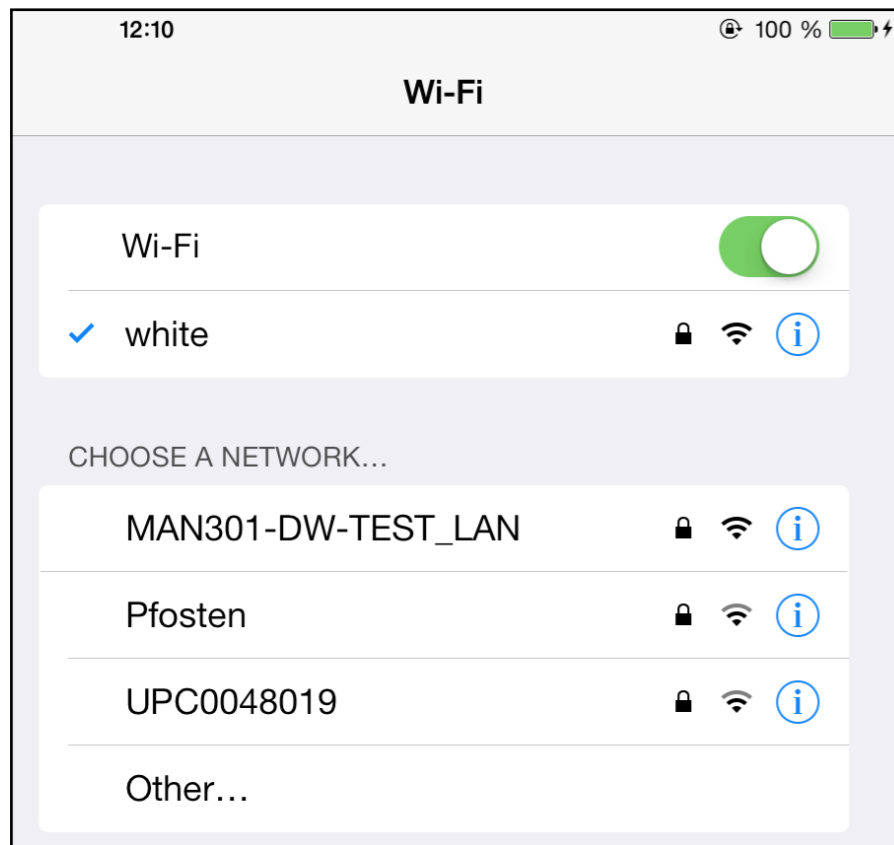 12:10 100 %
Wi-Fi
Wi-Fi
white
CHOOSE A NETWORK...
MAN301-DW-TEST_LAN
Pfosten
UPC0048019
Other...